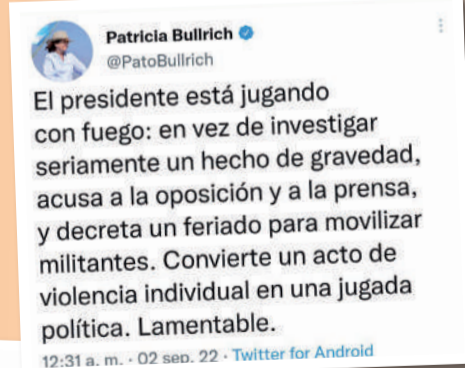 Patricia Bullrich
@PatoBullrich
El presidente está jugando
con fuego: en vez de investigar
seriamente un hecho de gravedad,
acusa a la oposición y a la prensa,
y decreta un feriado para movilizar
militantes. Convierte un acto de
violencia individual en una jugada
política. Lamentable.
12:31 a. m. · 02 sep. 22 · Twitter for Android